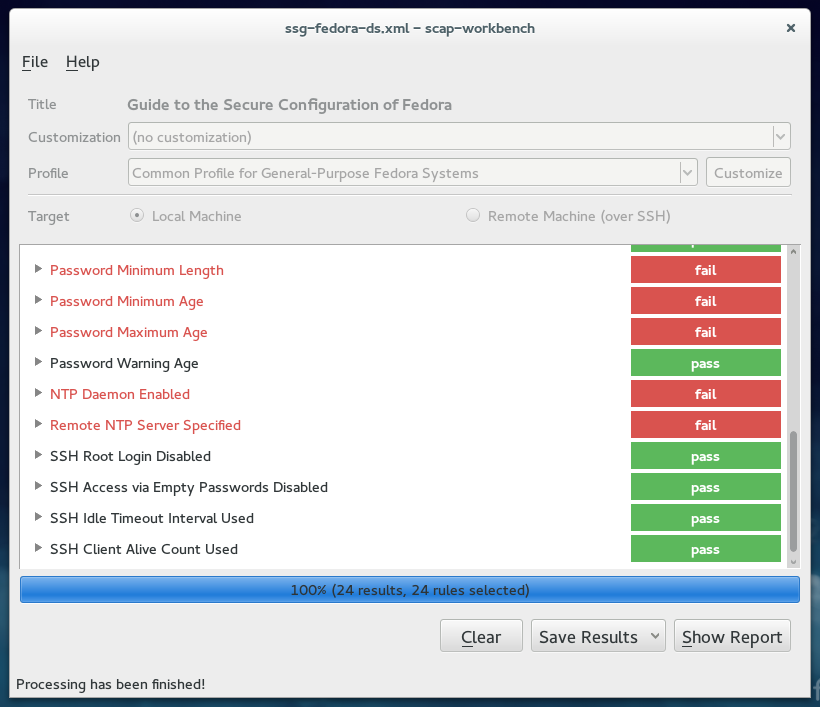 ssg-fedora-ds.xml – scap-workbench
File Help
Title Guide to the Secure Configuration of Fedora
Customization (no customization)
Profile Common Profile for General-Purpose Fedora Systems Customize
Target Local Machine Remote Machine (over SSH)
Password Minimum Length fail
Password Minimum Age fail
Password Maximum Age fail
Password Warning Age pass
NTP Daemon Enabled fail
Remote NTP Server Specified fail
SSH Root Login Disabled pass
SSH Access via Empty Passwords Disabled pass
SSH Idle Timeout Interval Used pass
SSH Client Alive Count Used pass
100% (24 results, 24 rules selected)
Clear Save Results Show Report
Processing has been finished!